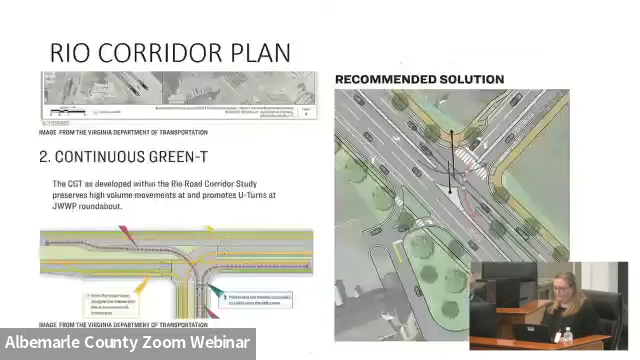 RIO CORRIDOR PLAN
IMAGE FROM THE VIRGINIA DEPARTMENT OF TRANSPORTATION
2. CONTINUOUS GREEN-T
The CGT as developed within the Rio Road Corridor Study
preserves high volume movements at and promotes U-Turns at
JWWP roundabout.
IMAGE FROM THE VIRGINIA DEPARTMENT OF TRANSPORTATION
RECOMMENDED SOLUTION
Albemarle County Zoom Webinar